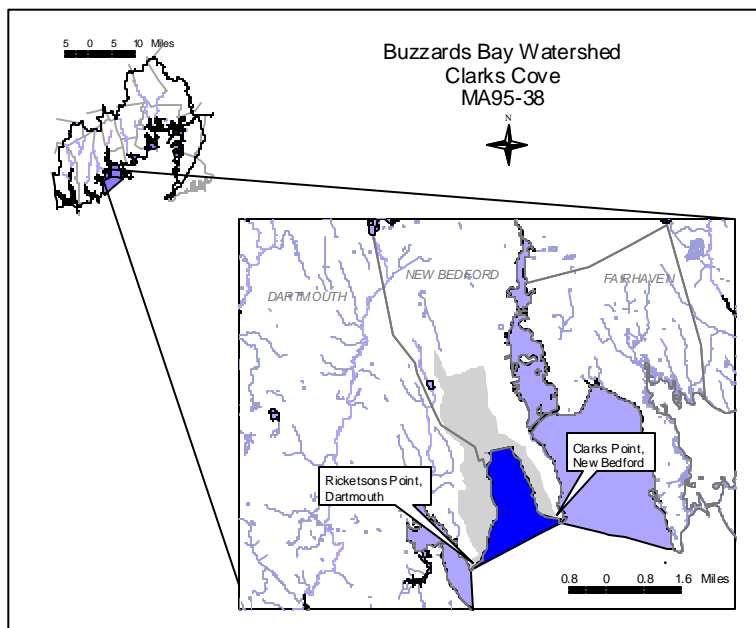 5 0 5 10 Miles
Buzzards Bay Watershed
Clarks Cove
MA95-38
N
DARTMOUTH
NEW BEDFORD
FAIRHAVEN
Clarks Point,
New Bedford
Ricketsons Point,
Dartmouth
0.8 0 0.8 1.6 Miles